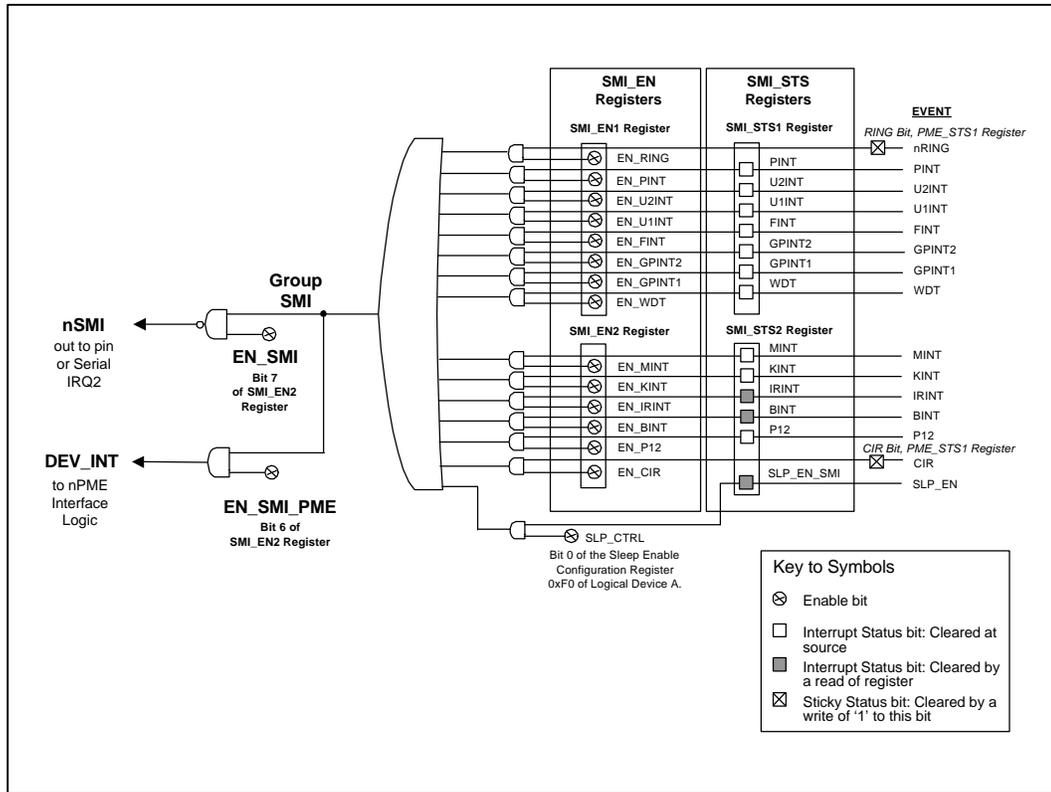 SMI_EN
Registers
SMI_STS
Registers
EVENT
SMI_EN1 Register
SMI_STS1 Register
RING Bit, PME_STS1 Register
nRING
EN_RING
PINT
PINT
EN_PINT
U2INT
U2INT
EN_U2INT
U1INT
U1INT
EN_U1INT
FINT
FINT
EN_FINT
GPINT2
GPINT2
EN_GPINT2
GPINT1
GPINT1
EN_GPINT1
WDT
WDT
EN_WDT
Group
SMI
nSMI
out to pin
or Serial
IRQ2
EN_SMI
Bit 7
of SMI_EN2
Register
SMI_EN2 Register
SMI_STS2 Register
MINT
MINT
EN_MINT
KINT
KINT
EN_KINT
IRINT
IRINT
EN_IRINT
BINT
BINT
EN_BINT
P12
P12
EN_P12
CIR Bit, PME_STS1 Register
CIR
EN_CIR
SLP_EN_SMI
SLP_EN
DEV_INT
to nPME
Interface
Logic
EN_SMI_PME
Bit 6 of
SMI_EN2 Register
SLP_CTRL
Bit 0 of the Sleep Enable
Configuration Register
0xF0 of Logical Device A.
Key to Symbols
Enable bit
Interrupt Status bit: Cleared at
source
Interrupt Status bit: Cleared by
a read of register
Sticky Status bit: Cleared by a
write of ‘1’ to this bit